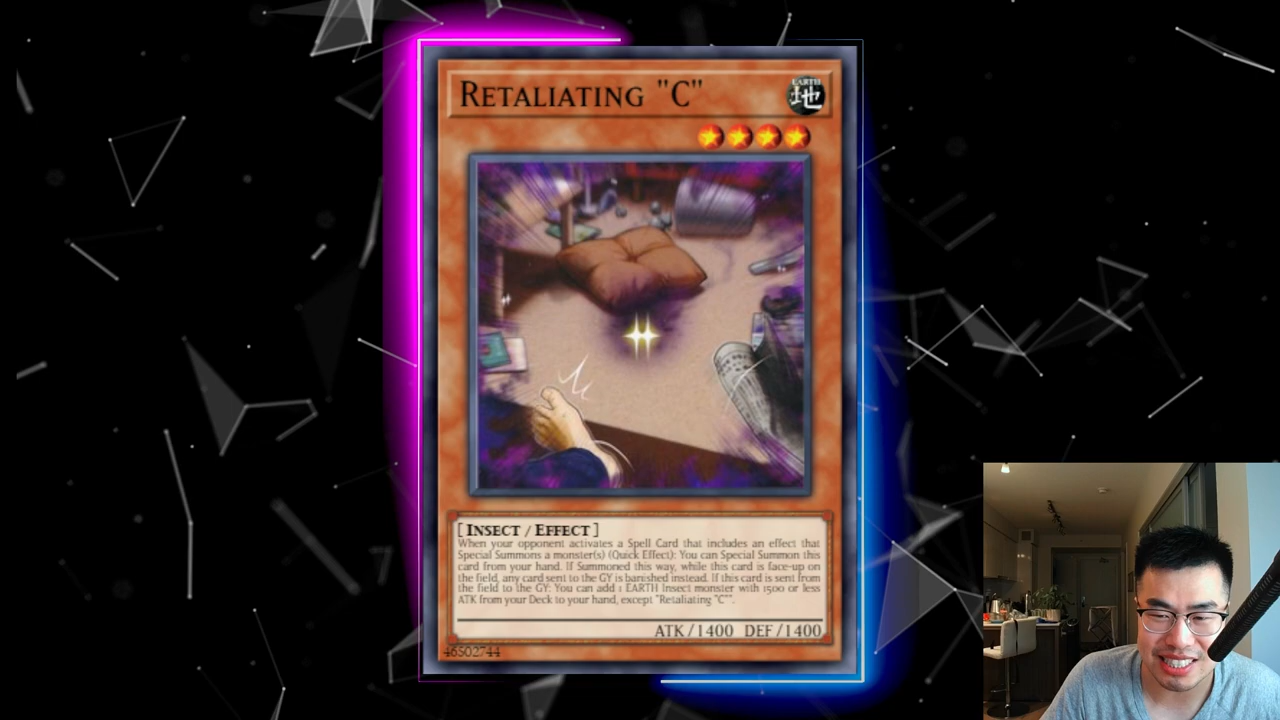 RETALIATING "C"
EARTH
地
[ INSECT / EFFECT ]
When your opponent activates a Spell Card that includes an effect that
Special Summons a monster(s) (Quick Effect): You can Special Summon this
card from your hand. If Summoned this way, while this card is face-up on
the field, any card sent to the GY is banished instead. If this card is sent from
the field to the GY: You can add 1 EARTH Insect monster with 1500 or less
ATK from your Deck to your hand, except "Retaliating "C"".
ATK/1400 DEF/1400
46502744